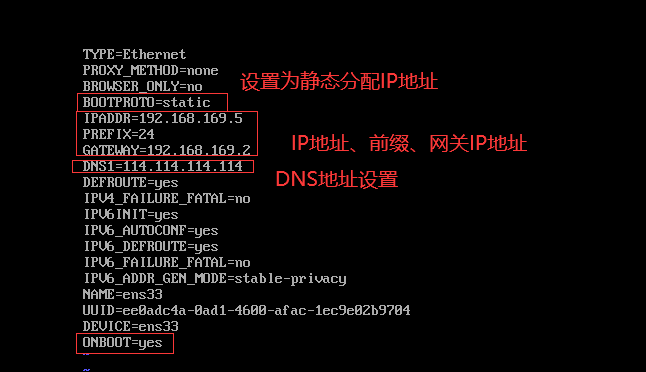 TYPE=Ethernet
PROXY_METHOD=none
BROWSER_ONLY=no
设置为静态分配IP地址
BOOTPROTO=static
IPADDR=192.168.169.5
PREFIX=24
IP地址、前缀、网关IP地址
GATEWAY=192.168.169.2
DNS1=114.114.114.114
DNS地址设置
DEFROUTE=yes
IPV4_FAILURE_FATAL=no
IPV6INIT=yes
IPV6_AUTOCONF=yes
IPV6_DEFROUTE=yes
IPV6_FAILURE_FATAL=no
IPV6_ADDR_GEN_MODE=stable-privacy
NAME=ens33
UUID=ee0adc4a-0ad1-4600-afac-1ec9e02b9704
DEVICE=ens33
ONBOOT=yes
~
~